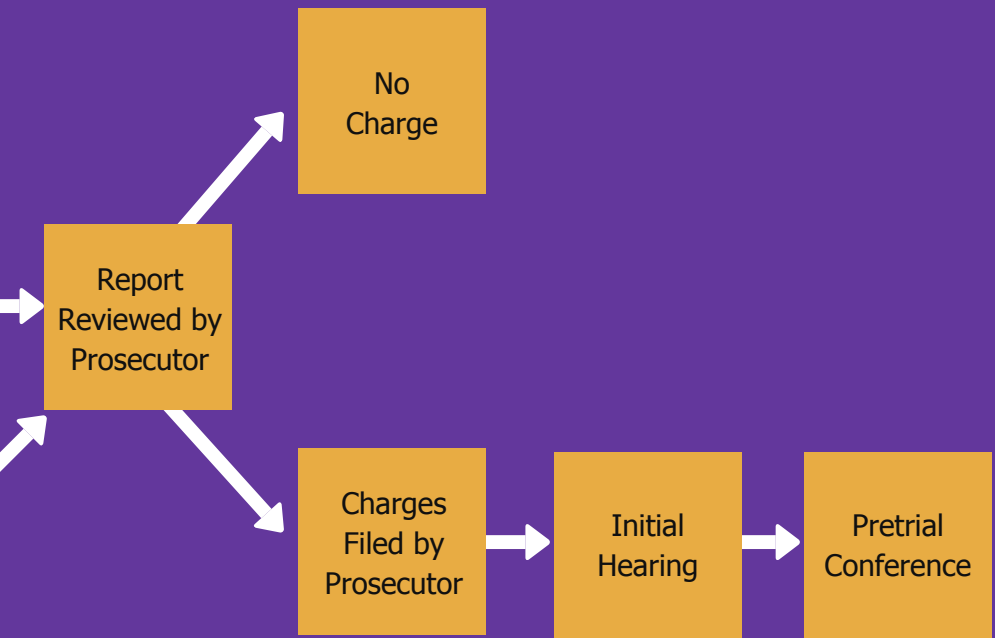 No
Charge
Report
Reviewed by
Prosecutor
Charges
Filed by
Prosecutor
Initial
Hearing
Pretrial
Conference